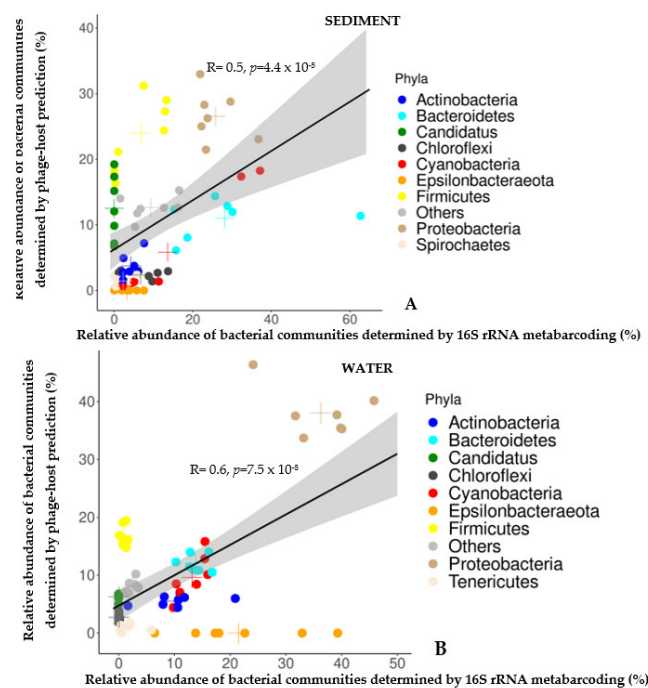 A
SEDIMENT
Relative abundance of bacterial communities
determined by phage-host prediction (%)
40
30
20
10
0
R= 0.5, p=4.4 x 10-5
Phyla
Actinobacteria
Bacteroidetes
Candidatus
Chloroflexi
Cyanobacteria
Epsilonbacteraeota
Firmicutes
Others
Proteobacteria
Spirochaetes
A
0 20 40 60
Relative abundance of bacterial communities determined by 16S rRNA metabarcoding (%)
B
WATER
Relative abundance of bacterial communities
determined by phage-host prediction (%)
40
30
20
10
0
R= 0.6, p=7.5 x 10-8
Phyla
Actinobacteria
Bacteroidetes
Candidatus
Chloroflexi
Cyanobacteria
Epsilonbacteraeota
Firmicutes
Others
Proteobacteria
Tenericutes
B
0 10 20 30 40 50
Relative abundance of bacterial communities determined by 16S rRNA metabarcoding (%)